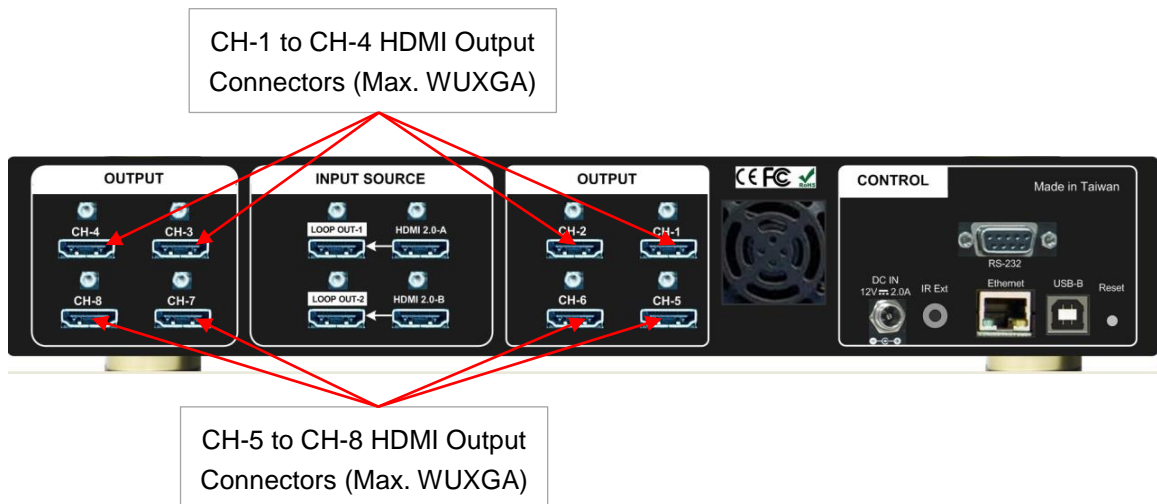 CH-1 to CH-4 HDMI Output
Connectors (Max. WUXGA)
OUTPUT
CH-4
CH-3
CH-8
CH-7
INPUT SOURCE
LOOP OUT-1
HDMI 2.0-A
LOOP OUT-2
HDMI 2.0-B
OUTPUT
CH-2
CH-1
CH-6
CH-5
CE FC
RoHS
CONTROL
Made in Taiwan
RS-232
DC IN
12V⎓2.0A
IR Ext
Ethernet
USB-B
Reset
CH-5 to CH-8 HDMI Output
Connectors (Max. WUXGA)